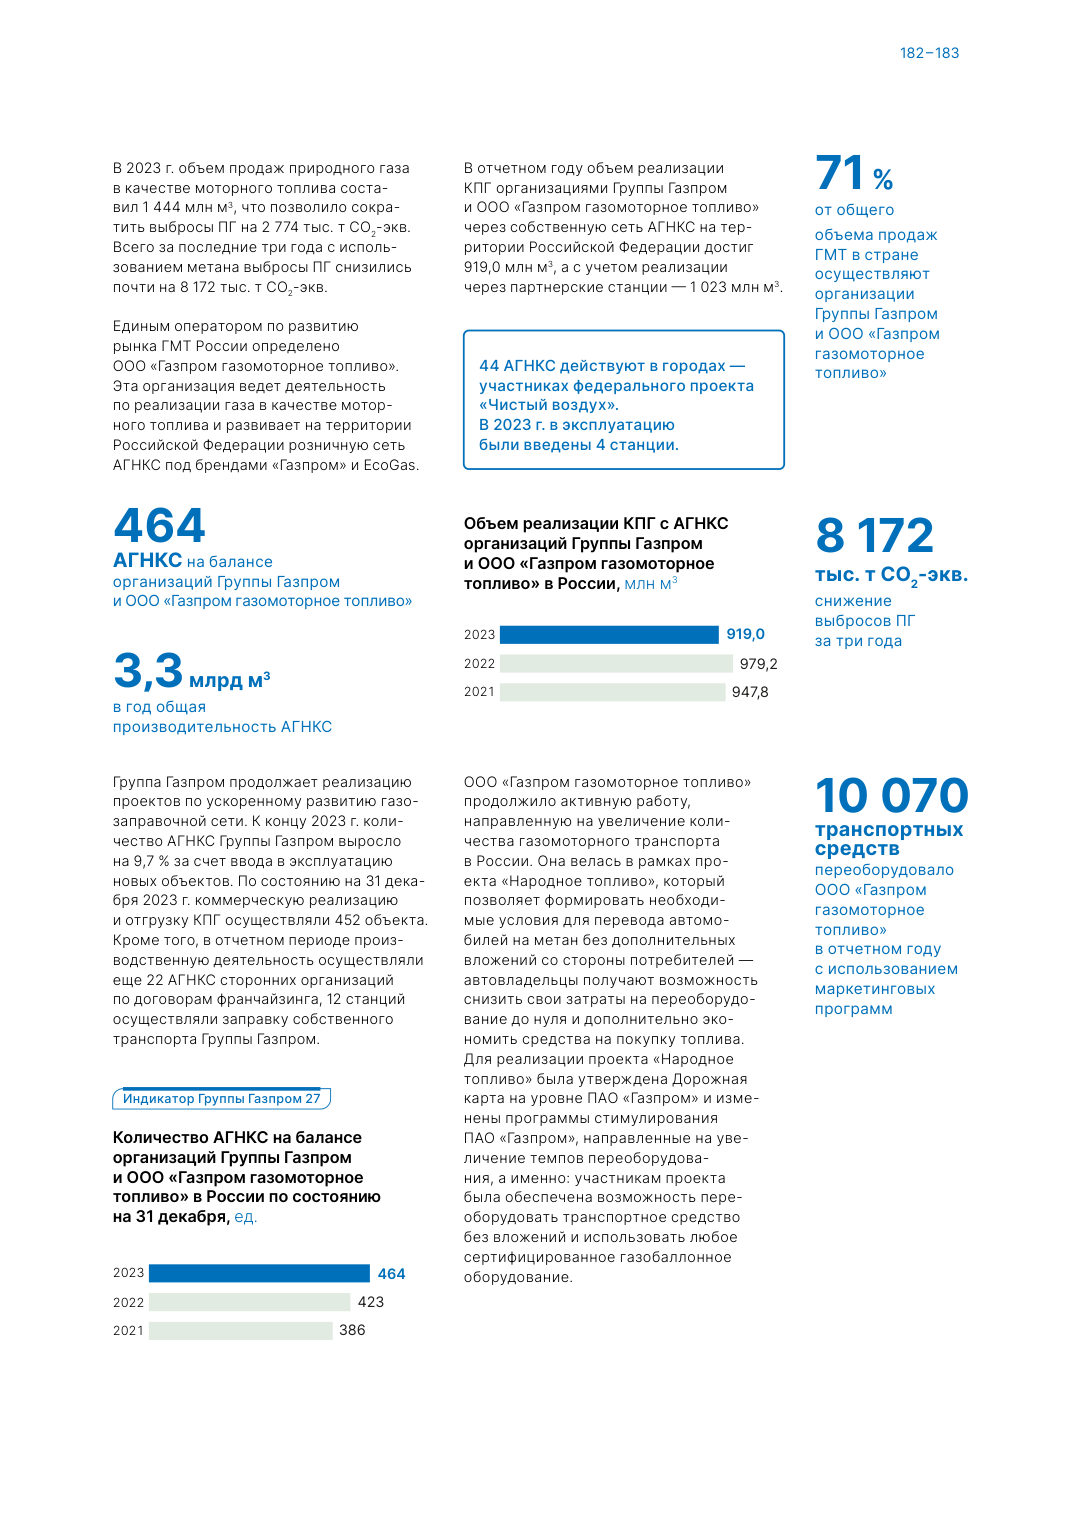 182–183
В 2023 г. объем продаж природного газа
в качестве моторного топлива соста-
вил 1 444 млн м³, что позволило сокра-
тить выбросы ПГ на 2 774 тыс. т CO₂-экв.
Всего за последние три года с исполь-
зованием метана выбросы ПГ снизились
почти на 8 172 тыс. т CO₂-экв.
Единым оператором по развитию
рынка ГМТ России определено
ООО «Газпром газомоторное топливо».
Эта организация ведет деятельность
по реализации газа в качестве мотор-
ного топлива и развивает на территории
Российской Федерации розничную сеть
АГНКС под брендами «Газпром» и EcoGas.
В отчетном году объем реализации
КПГ организациями Группы Газпром
и ООО «Газпром газомоторное топливо»
через собственную сеть АГНКС на тер-
ритории Российской Федерации достиг
919,0 млн м³, а с учетом реализации
через партнерские станции — 1 023 млн м³.
44 АГНКС действуют в городах —
участниках федерального проекта
«Чистый воздух».
В 2023 г. в эксплуатацию
были введены 4 станции.
71 %
от общего
объема продаж
ГМТ в стране
осуществляют
организации
Группы Газпром
и ООО «Газпром
газомоторное
топливо»
464
АГНКС на балансе
организаций Группы Газпром
и ООО «Газпром газомоторное топливо»
3,3 млрд м³
в год общая
производительность АГНКС
Объем реализации КПГ с АГНКС
организаций Группы Газпром
и ООО «Газпром газомоторное
топливо» в России, млн м³
2023 919,0
2022 979,2
2021 947,8
8 172
тыс. т CO₂-экв.
снижение
выбросов ПГ
за три года
Группа Газпром продолжает реализацию
проектов по ускоренному развитию газо-
заправочной сети. К концу 2023 г. коли-
чество АГНКС Группы Газпром выросло
на 9,7 % за счет ввода в эксплуатацию
новых объектов. По состоянию на 31 дека-
бря 2023 г. коммерческую реализацию
и отгрузку КПГ осуществляли 452 объекта.
Кроме того, в отчетном периоде произ-
водственную деятельность осуществляли
еще 22 АГНКС сторонних организаций
по договорам франчайзинга, 12 станций
осуществляли заправку собственного
транспорта Группы Газпром.
Индикатор Группы Газпром 27
Количество АГНКС на балансе
организаций Группы Газпром
и ООО «Газпром газомоторное
топливо» в России по состоянию
на 31 декабря, ед.
2023 464
2022 423
2021 386
ООО «Газпром газомоторное топливо»
продолжило активную работу,
направленную на увеличение коли-
чества газомоторного транспорта
в России. Она велась в рамках про-
екта «Народное топливо», который
позволяет формировать необходи-
мые условия для перевода автомо-
билей на метан без дополнительных
вложений со стороны потребителей —
автовладельцы получают возможность
снизить свои затраты на переоборудо-
вание до нуля и дополнительно эко-
номить средства на покупку топлива.
Для реализации проекта «Народное
топливо» была утверждена Дорожная
карта на уровне ПАО «Газпром» и изме-
нены программы стимулирования
ПАО «Газпром», направленные на уве-
личение темпов переоборудова-
ния, а именно: участникам проекта
была обеспечена возможность пере-
оборудовать транспортное средство
без вложений и использовать любое
сертифицированное газобаллонное
оборудование.
10 070
транспортных
средств
переоборудовало
ООО «Газпром
газомоторное
топливо»
в отчетном году
с использованием
маркетинговых
программ